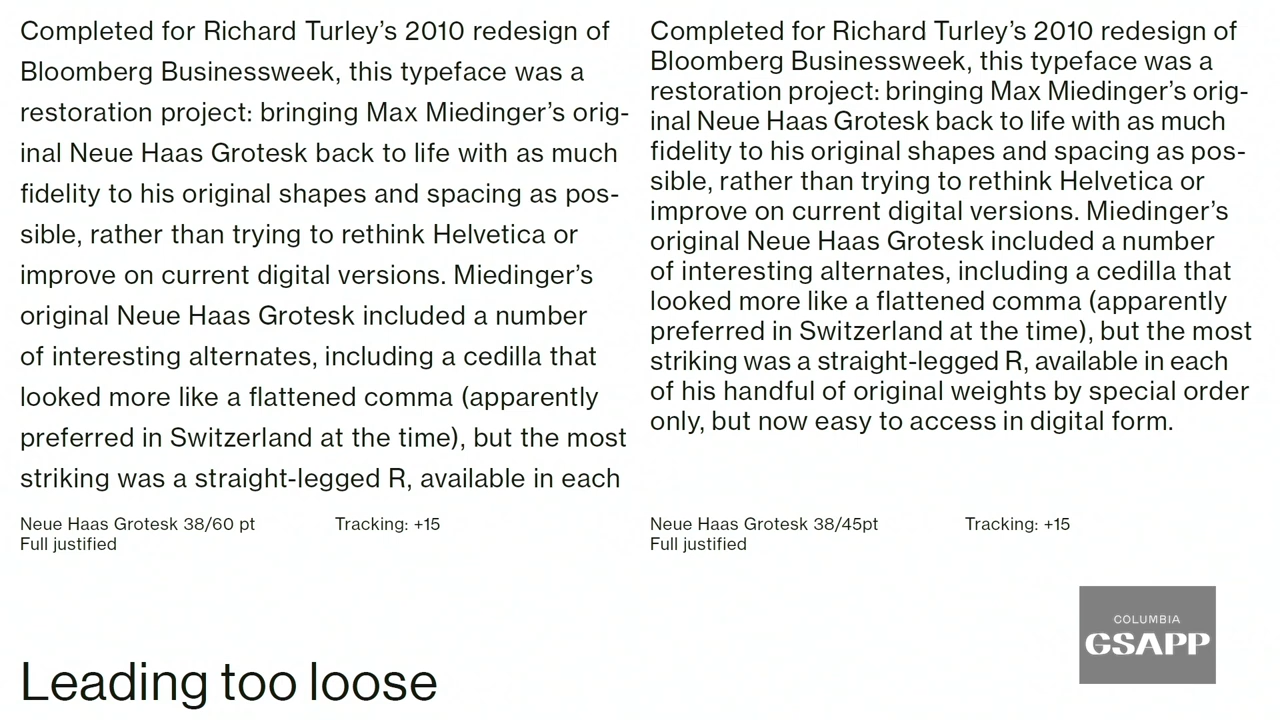 Completed for Richard Turley’s 2010 redesign of
Bloomberg Businessweek, this typeface was a
restoration project: bringing Max Miedinger’s orig-
inal Neue Haas Grotesk back to life with as much
fidelity to his original shapes and spacing as pos-
sible, rather than trying to rethink Helvetica or
improve on current digital versions. Miedinger’s
original Neue Haas Grotesk included a number
of interesting alternates, including a cedilla that
looked more like a flattened comma (apparently
preferred in Switzerland at the time), but the most
striking was a straight-legged R, available in each
Neue Haas Grotesk 38/60 pt
Full justified
Tracking: +15
Completed for Richard Turley’s 2010 redesign of
Bloomberg Businessweek, this typeface was a
restoration project: bringing Max Miedinger’s orig-
inal Neue Haas Grotesk back to life with as much
fidelity to his original shapes and spacing as pos-
sible, rather than trying to rethink Helvetica or
improve on current digital versions. Miedinger’s
original Neue Haas Grotesk included a number
of interesting alternates, including a cedilla that
looked more like a flattened comma (apparently
preferred in Switzerland at the time), but the most
striking was a straight-legged R, available in each
of his handful of original weights by special order
only, but now easy to access in digital form.
Neue Haas Grotesk 38/45pt
Full justified
Tracking: +15
Leading too loose
COLUMBIA
GSAPP